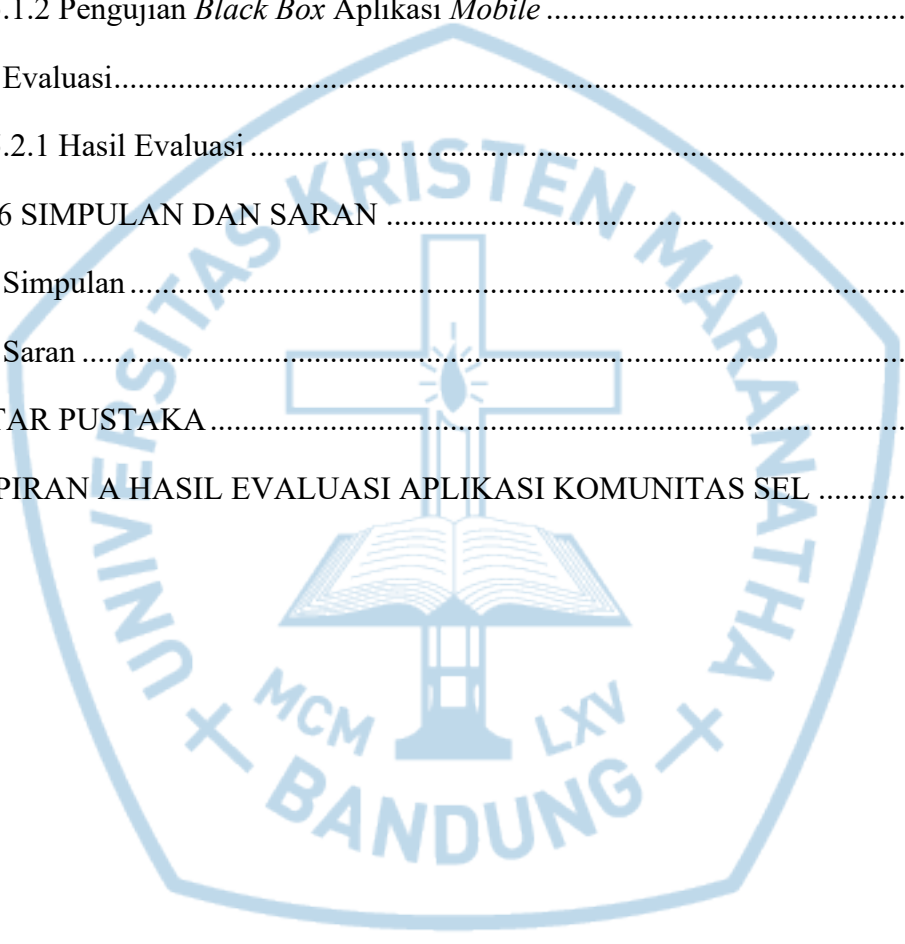 .1.2 Pengujian Black Box Aplikasi Mobile ................................................
Evaluasi................................................................................................
.2.1 Hasil Evaluasi ....................................................................................
6 SIMPULAN DAN SARAN ..................................................................
Simpulan ..............................................................................................
Saran ...................................................................................................
TAR PUSTAKA ....................................................................................
PIRAN A HASIL EVALUASI APLIKASI KOMUNITAS SEL ...........
UNIVERSITAS KRISTEN MARANATHA
MCM LXV
BANDUNG